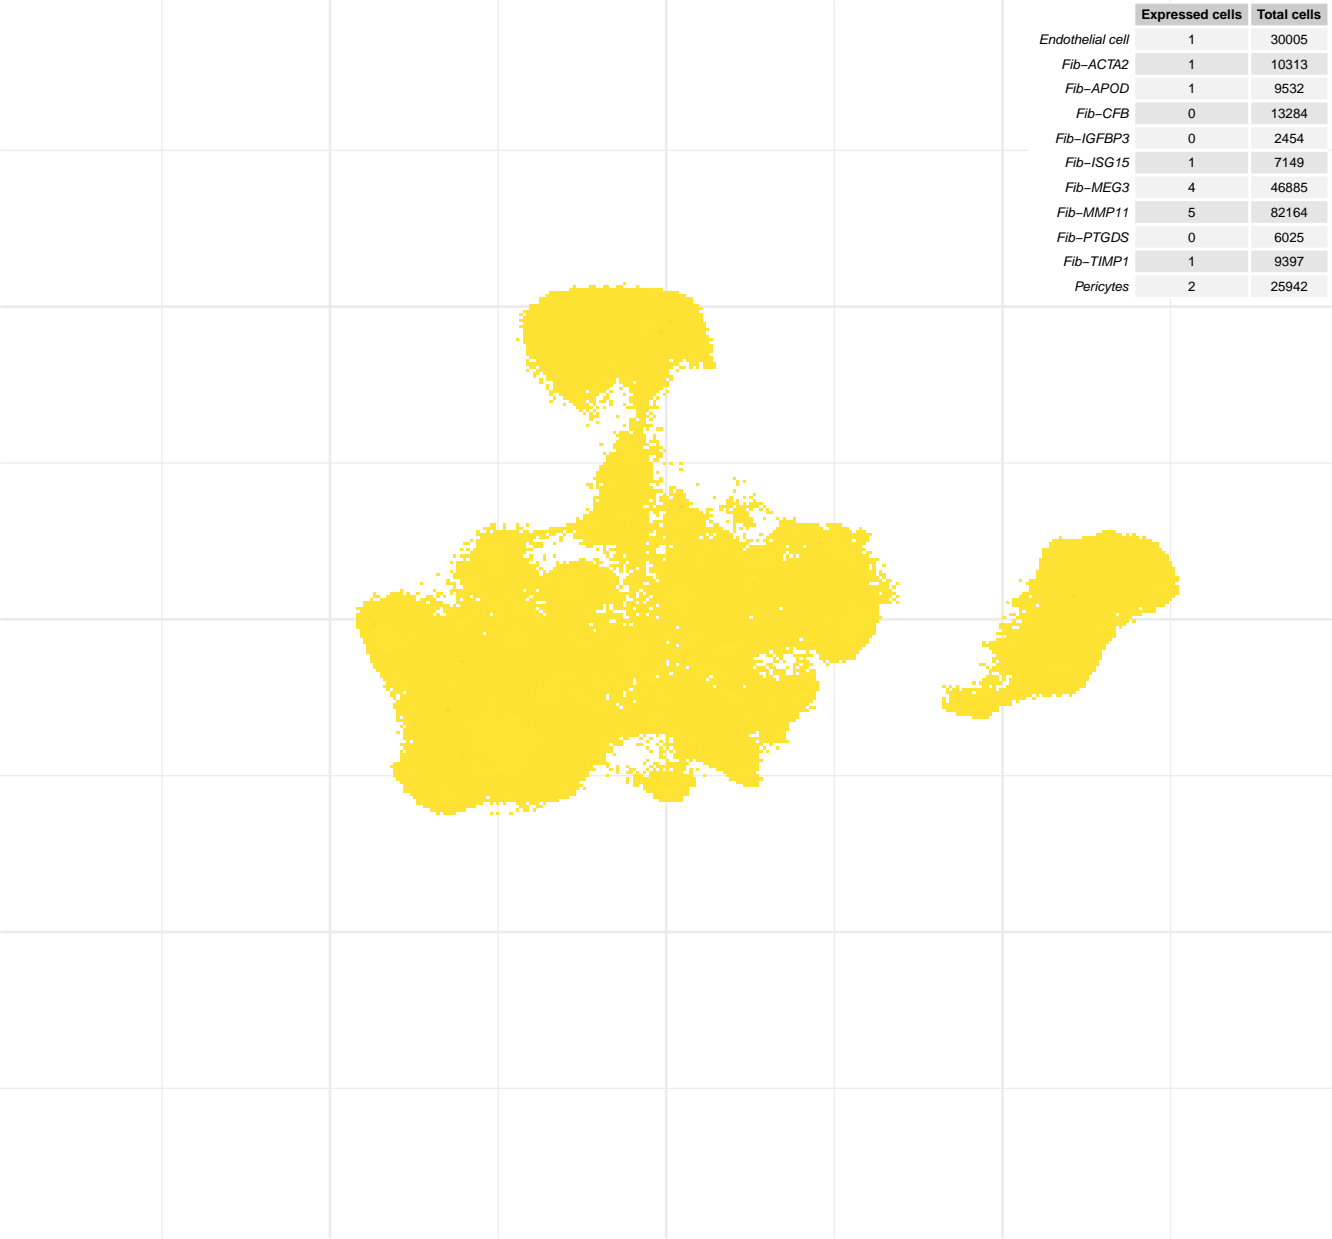 Expressed cells Total cells
Endothelial cell 1 30005
Fib−ACTA2 1 10313
Fib−APOD 1 9532
Fib−CFB 0 13284
Fib−IGFBP3 0 2454
Fib−ISG15 1 7149
Fib−MEG3 4 46885
Fib−MMP11 5 82164
Fib−PTGDS 0 6025
Fib−TIMP1 1 9397
Pericytes 2 25942